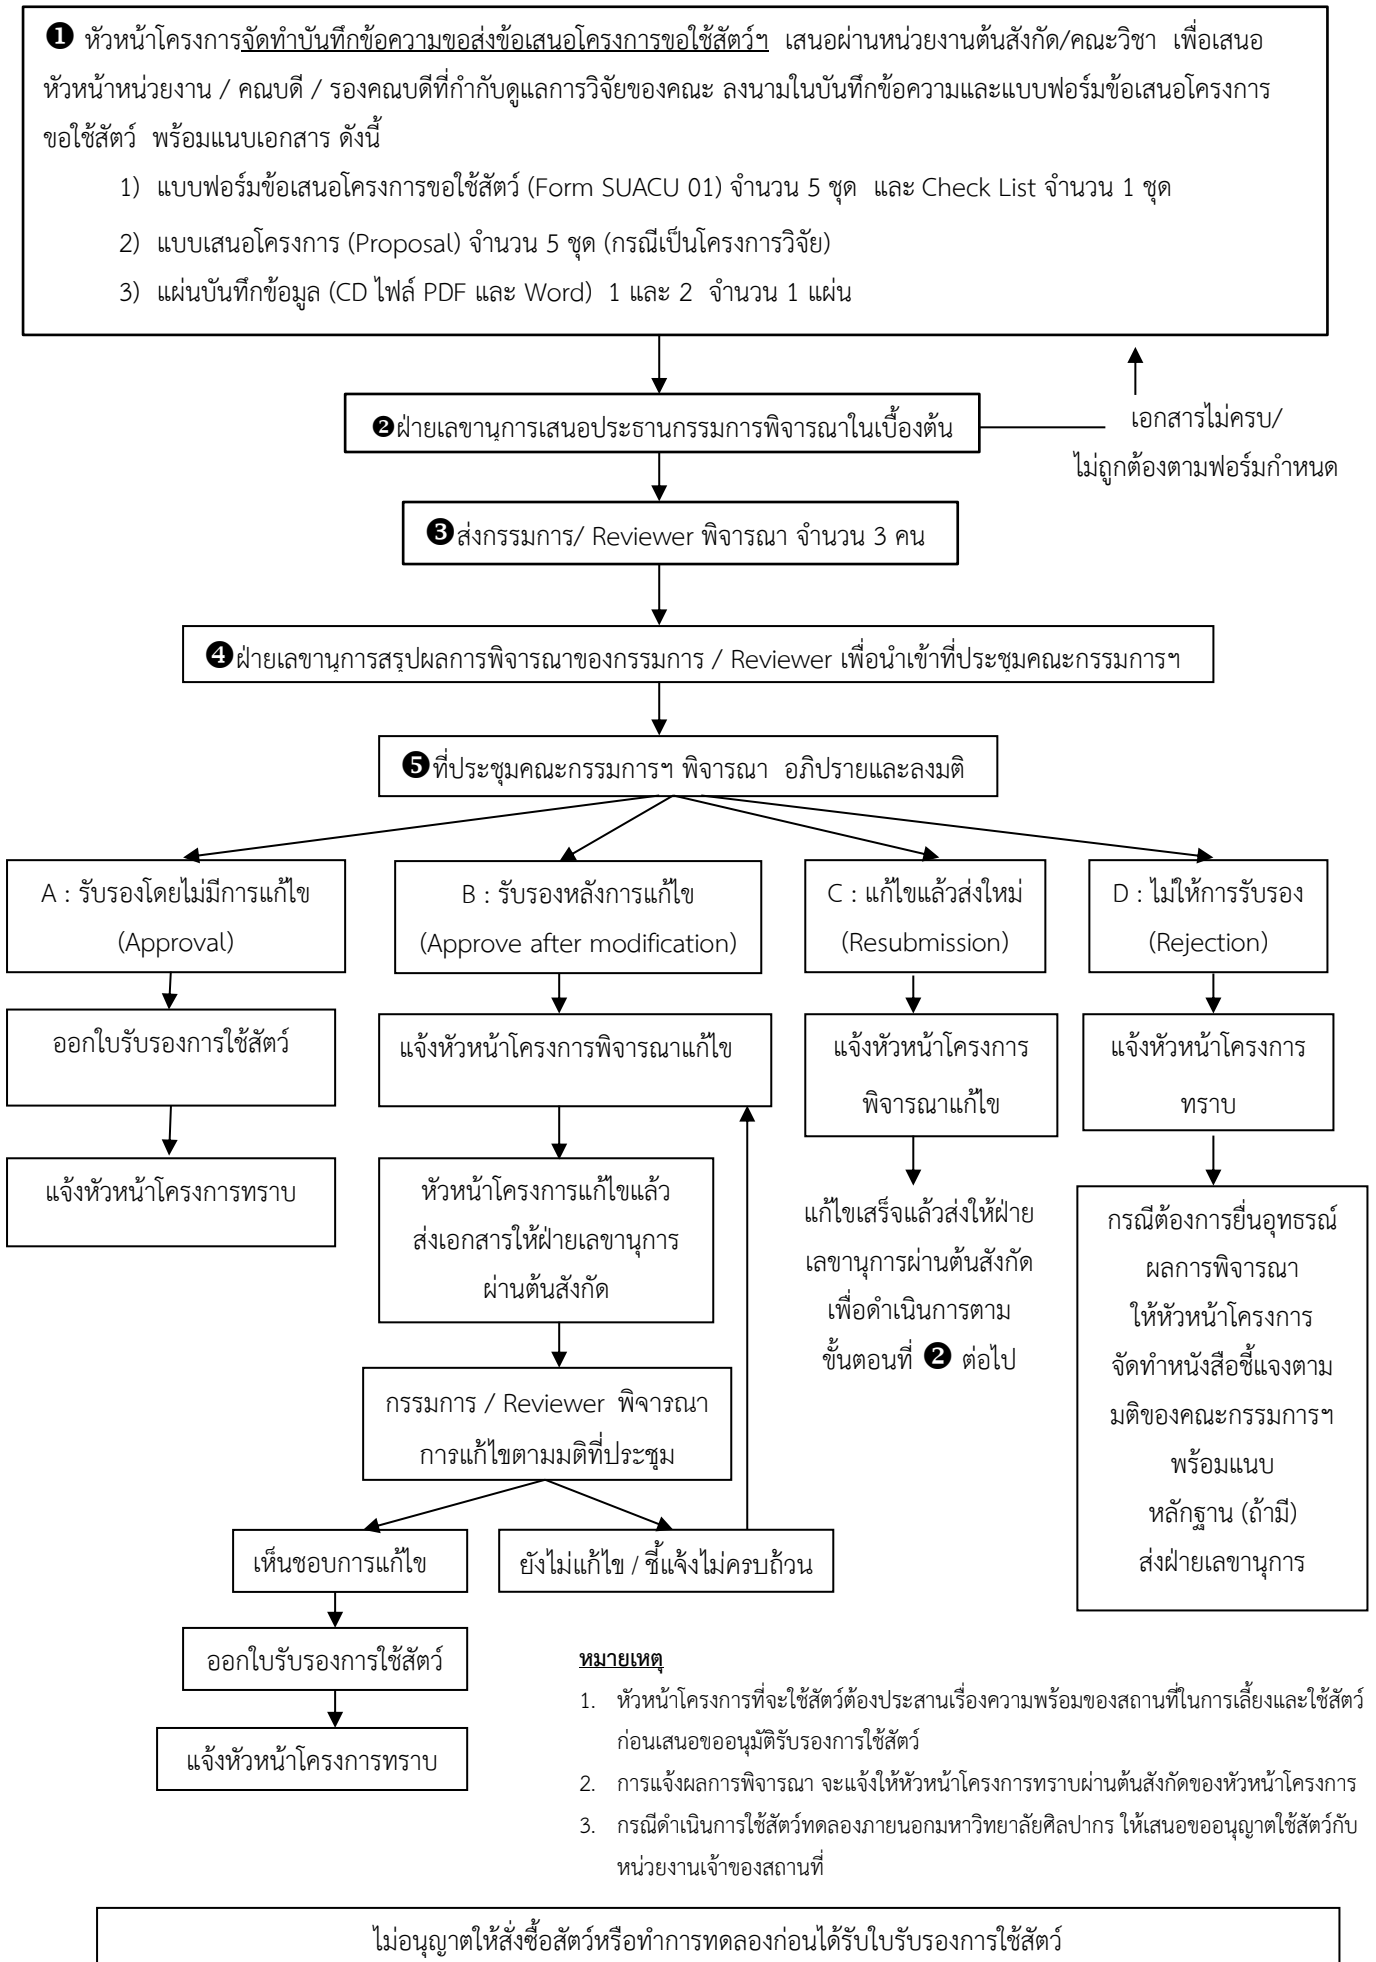 ❶ หัวหน้าโครงการจัดทำบันทึกข้อความขอส่งข้อเสนอโครงการขอใช้สัตว์ฯ เสนอผ่านหน่วยงานต้นสังกัด/คณะวิชา เพื่อเสนอ
หัวหน้าหน่วยงาน / คณบดี / รองคณบดีที่กำกับดูแลการวิจัยของคณะ ลงนามในบันทึกข้อความและแบบฟอร์มข้อเสนอโครงการ
ขอใช้สัตว์ พร้อมแนบเอกสาร ดังนี้
1) แบบฟอร์มข้อเสนอโครงการขอใช้สัตว์ (Form SUACU 01) จำนวน 5 ชุด และ Check List จำนวน 1 ชุด
2) แบบเสนอโครงการ (Proposal) จำนวน 5 ชุด (กรณีเป็นโครงการวิจัย)
3) แผ่นบันทึกข้อมูล (CD ไฟล์ PDF และ Word) 1 และ 2 จำนวน 1 แผ่น
❷ฝ่ายเลขานุการเสนอประธานกรรมการพิจารณาในเบื้องต้น
เอกสารไม่ครบ/
ไม่ถูกต้องตามฟอร์มกำหนด
❸ส่งกรรมการ/ Reviewer พิจารณา จำนวน 3 คน
❹ฝ่ายเลขานุการสรุปผลการพิจารณาของกรรมการ / Reviewer เพื่อนำเข้าที่ประชุมคณะกรรมการฯ
❺ที่ประชุมคณะกรรมการฯ พิจารณา อภิปรายและลงมติ
A : รับรองโดยไม่มีการแก้ไข
(Approval)
ออกใบรับรองการใช้สัตว์
แจ้งหัวหน้าโครงการทราบ
B : รับรองหลังการแก้ไข
(Approve after modification)
แจ้งหัวหน้าโครงการพิจารณาแก้ไข
หัวหน้าโครงการแก้ไขแล้ว
ส่งเอกสารให้ฝ่ายเลขานุการ
ผ่านต้นสังกัด
กรรมการ / Reviewer พิจารณา
การแก้ไขตามมติที่ประชุม
เห็นชอบการแก้ไข
ออกใบรับรองการใช้สัตว์
แจ้งหัวหน้าโครงการทราบ
ยังไม่แก้ไข / ชี้แจ้งไม่ครบถ้วน
C : แก้ไขแล้วส่งใหม่
(Resubmission)
แจ้งหัวหน้าโครงการ
พิจารณาแก้ไข
แก้ไขเสร็จแล้วส่งให้ฝ่าย
เลขานุการผ่านต้นสังกัด
เพื่อดำเนินการตาม
ขั้นตอนที่ ❷ ต่อไป
D : ไม่ให้การรับรอง
(Rejection)
แจ้งหัวหน้าโครงการ
ทราบ
กรณีต้องการยื่นอุทธรณ์
ผลการพิจารณา
ให้หัวหน้าโครงการ
จัดทำหนังสือชี้แจงตาม
มติของคณะกรรมการฯ
พร้อมแนบ
หลักฐาน (ถ้ามี)
ส่งฝ่ายเลขานุการ
หมายเหตุ
1. หัวหน้าโครงการที่จะใช้สัตว์ต้องประสานเรื่องความพร้อมของสถานที่ในการเลี้ยงและใช้สัตว์
ก่อนเสนอขออนุมัติรับรองการใช้สัตว์
2. การแจ้งผลการพิจารณา จะแจ้งให้หัวหน้าโครงการทราบผ่านต้นสังกัดของหัวหน้าโครงการ
3. กรณีดำเนินการใช้สัตว์ทดลองภายนอกมหาวิทยาลัยศิลปากร ให้เสนอขออนุญาตใช้สัตว์กับ
หน่วยงานเจ้าของสถานที่
ไม่อนุญาตให้สั่งซื้อสัตว์หรือทำการทดลองก่อนได้รับใบรับรองการใช้สัตว์